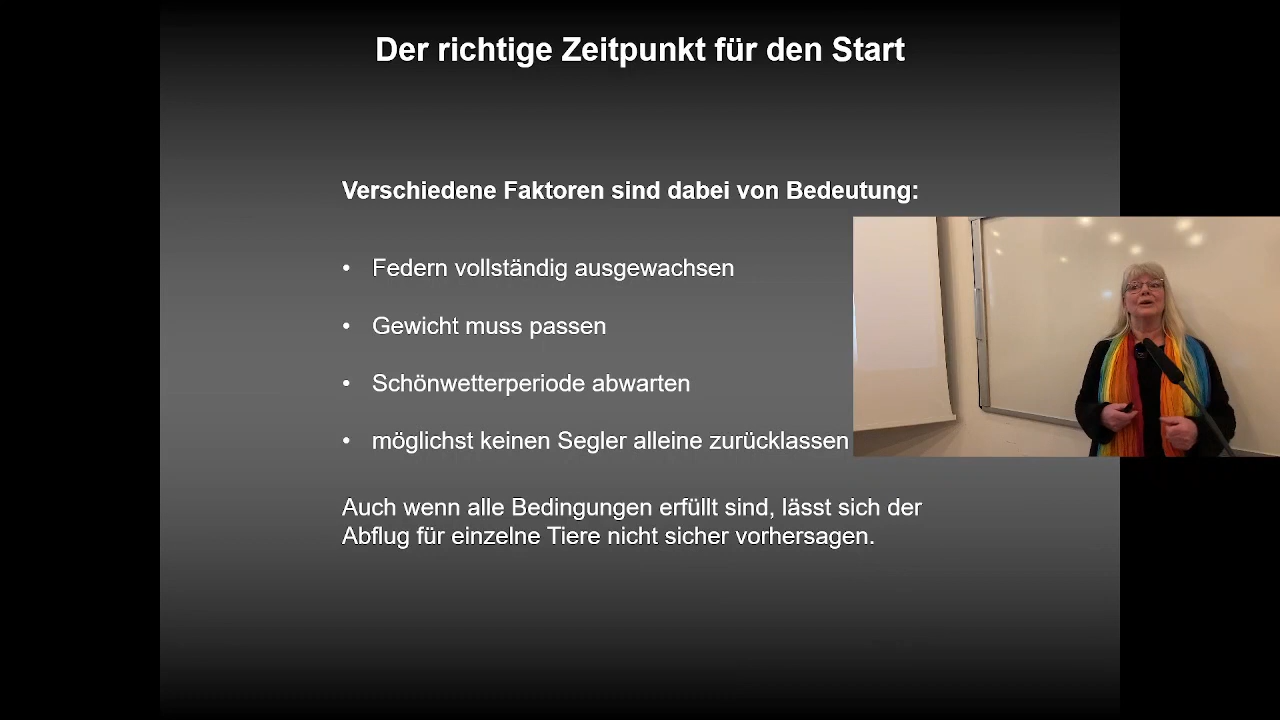 Der richtige Zeitpunkt für den Start
Verschiedene Faktoren sind dabei von Bedeutung:
• Federn vollständig ausgewachsen
• Gewicht muss passen
• Schönwetterperiode abwarten
• möglichst keinen Segler alleine zurücklassen
Auch wenn alle Bedingungen erfüllt sind, lässt sich der
Abflug für einzelne Tiere nicht sicher vorhersagen.